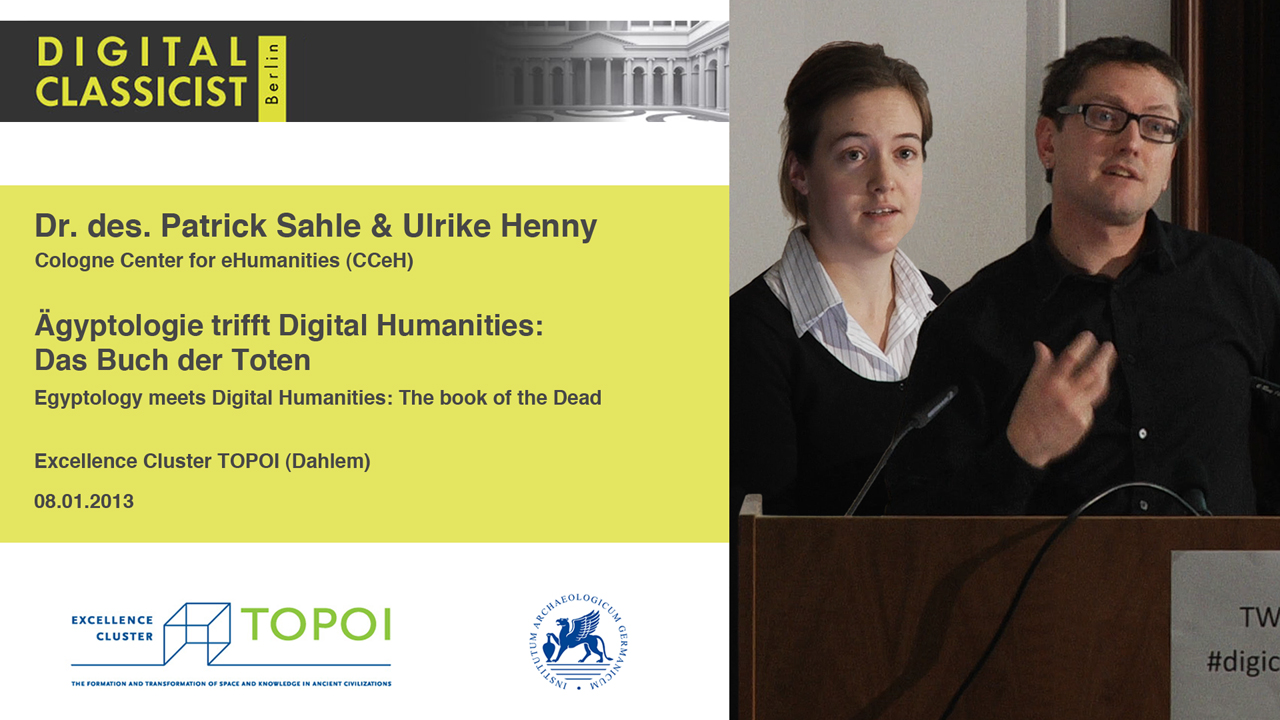 DIGITAL
CLASSICIST
Berlin
Dr. des. Patrick Sahle & Ulrike Henny
Cologne Center for eHumanities (CCeH)
Ägyptologie trifft Digital Humanities:
Das Buch der Toten
Egyptology meets Digital Humanities: The book of the Dead
Excellence Cluster TOPOI (Dahlem)
08.01.2013
EXCELLENCE
CLUSTER
TOPOI
THE FORMATION AND TRANSFORMATION OF SPACE AND KNOWLEDGE IN ANCIENT CIVILIZATIONS
INSTITUTUM ARCHAEOLOGICUM GERMANICUM
TW
#digic